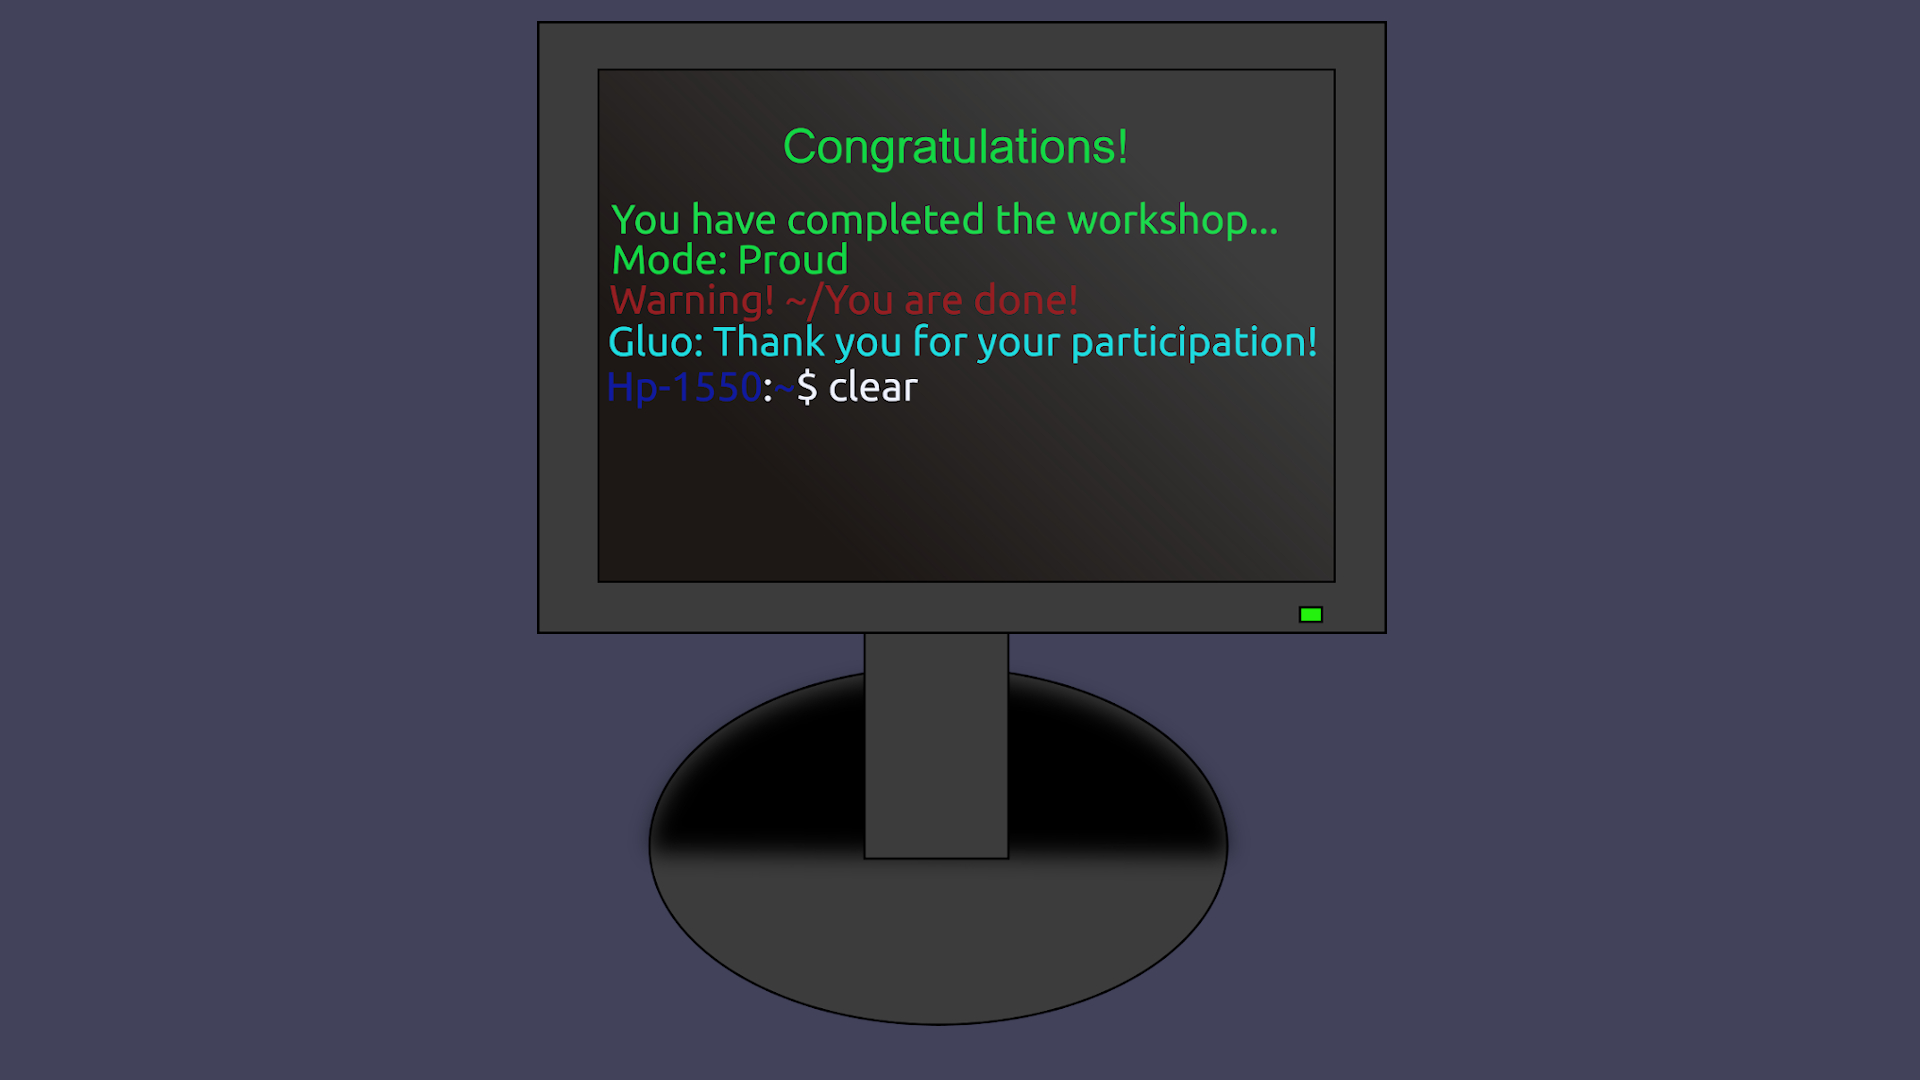 Congratulations!
You have completed the workshop...
Mode: Proud
Warning! ~/You are done!
Gluo: Thank you for your participation!
Hp-1550:~$ clear